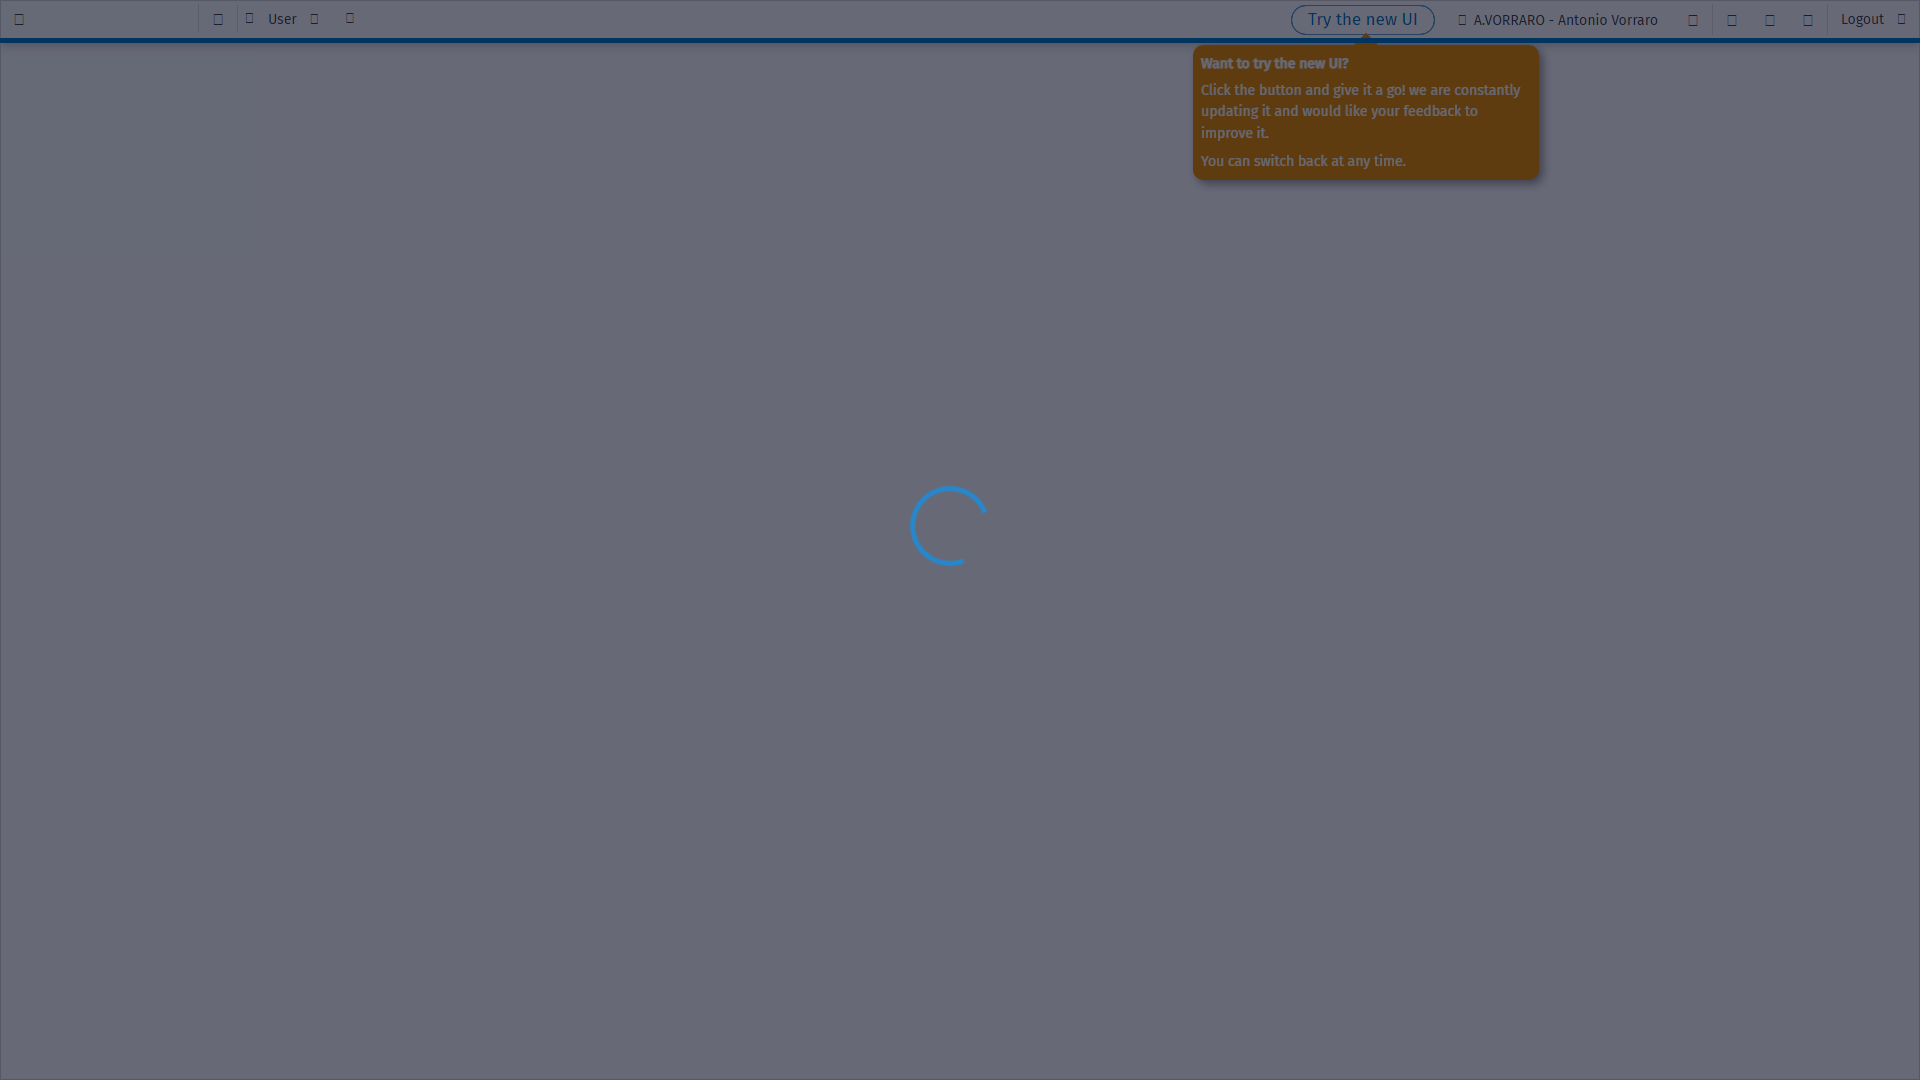 User
Try the new UI
A.VORRARO - Antonio Vorraro
Logout
Want to try the new UI?
Click the button and give it a go! we are constantly
updating it and would like your feedback to
improve it.
You can switch back at any time.